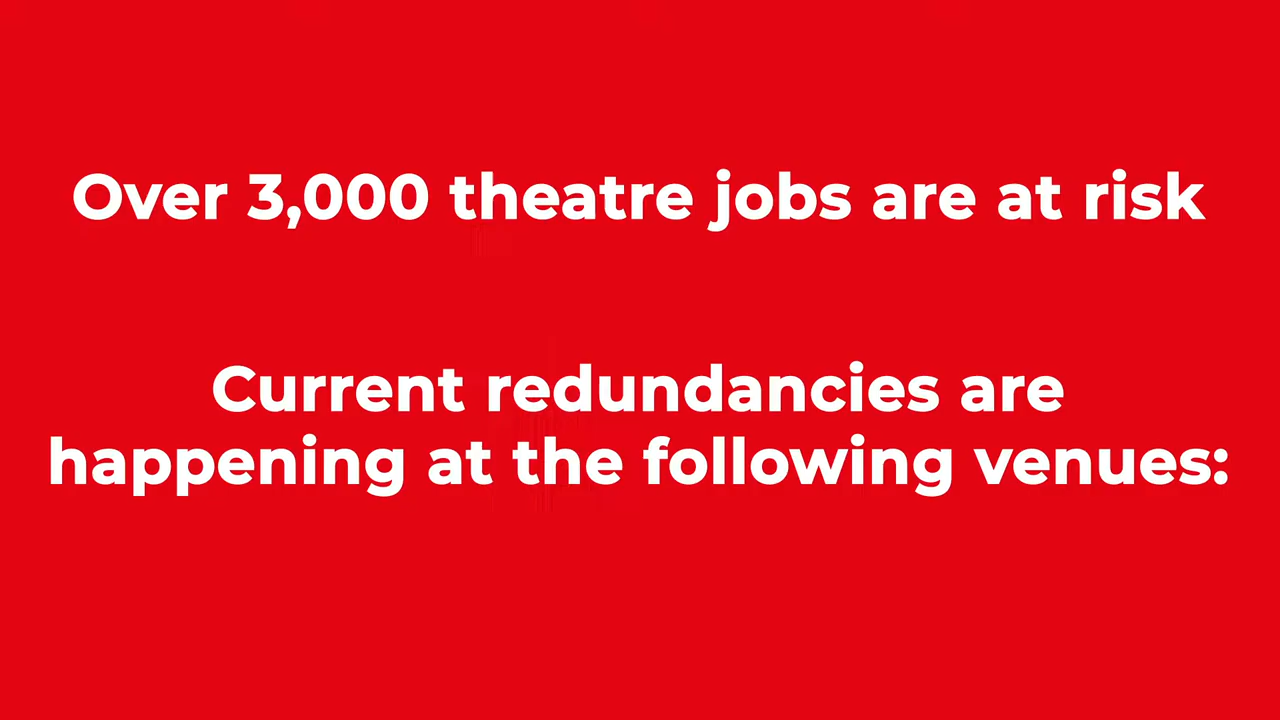 Over 3,000 theatre jobs are at risk
Current redundancies are
happening at the following venues: